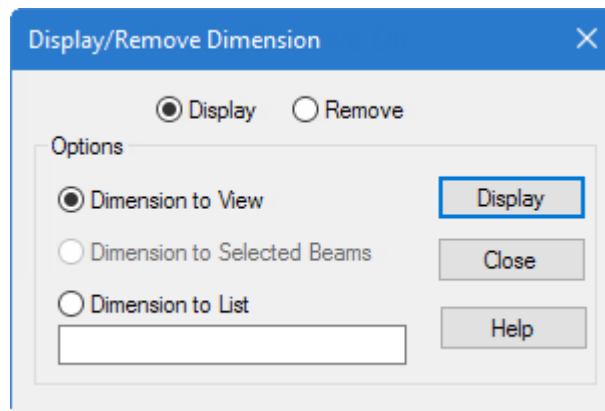 Display/Remove Dimension
Display Remove
Options
Dimension to View Display
Dimension to Selected Beams Close
Dimension to List
Help